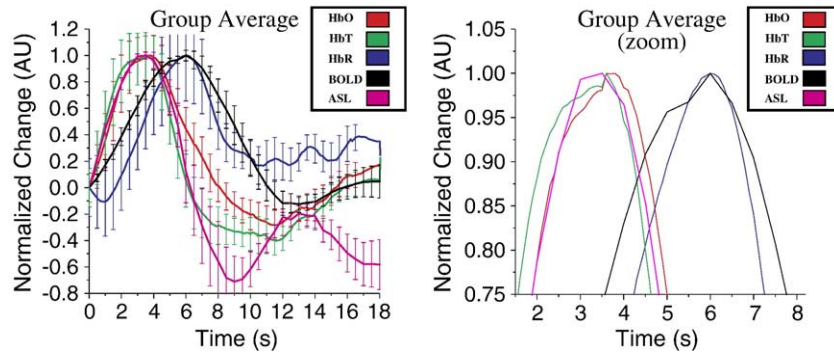 Group Average
HbO
HbT
HbR
BOLD
ASL
Normalized Change (AU)
1.2
1.0
0.8
0.6
0.4
0.2
0.0
-0.2
-0.4
-0.6
-0.8
0 2 4 6 8 10 12 14 16 18
Time (s)
Group Average
(zoom)
HbO
HbT
HbR
BOLD
ASL
Normalized Change (AU)
1.05
1.00
0.95
0.90
0.85
0.80
0.75
2 3 4 5 6 7 8
Time (s)